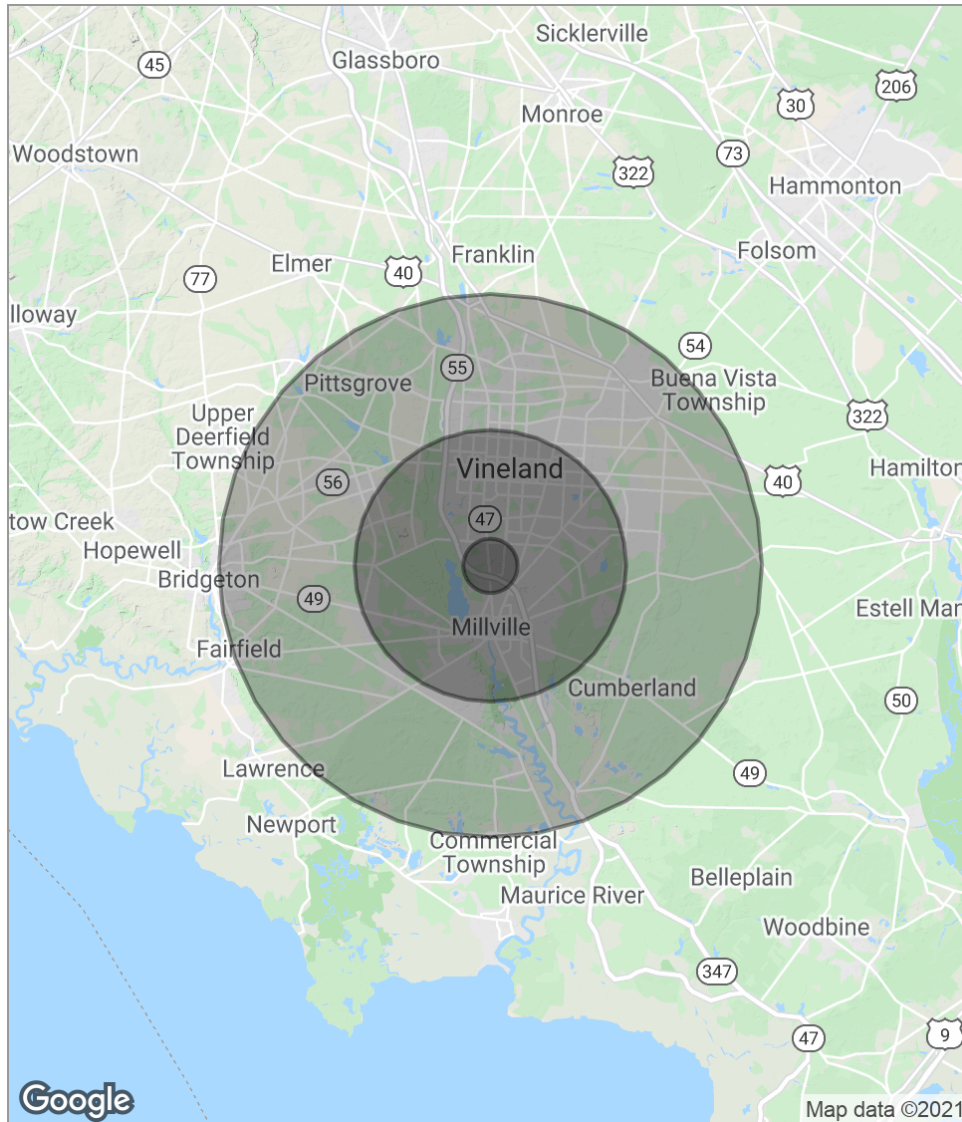 Sicklerville
Glassboro
45
206
30
Monroe
73
Woodstown
322
Hammonton
Folsom
Franklin
Elmer
40
77
lloway
54
55
Buena Vista
Township
Pittsgrove
322
Upper
Deerfield
Township
Vineland
Hamilton
56
40
tow Creek
47
Hopewell
Bridgeton
49
Estell Man
Millville
Fairfield
Cumberland
50
Lawrence
49
Newport
Commercial
Township
Belleplain
Maurice River
Woodbine
347
47
9
Google
Map data ©2021